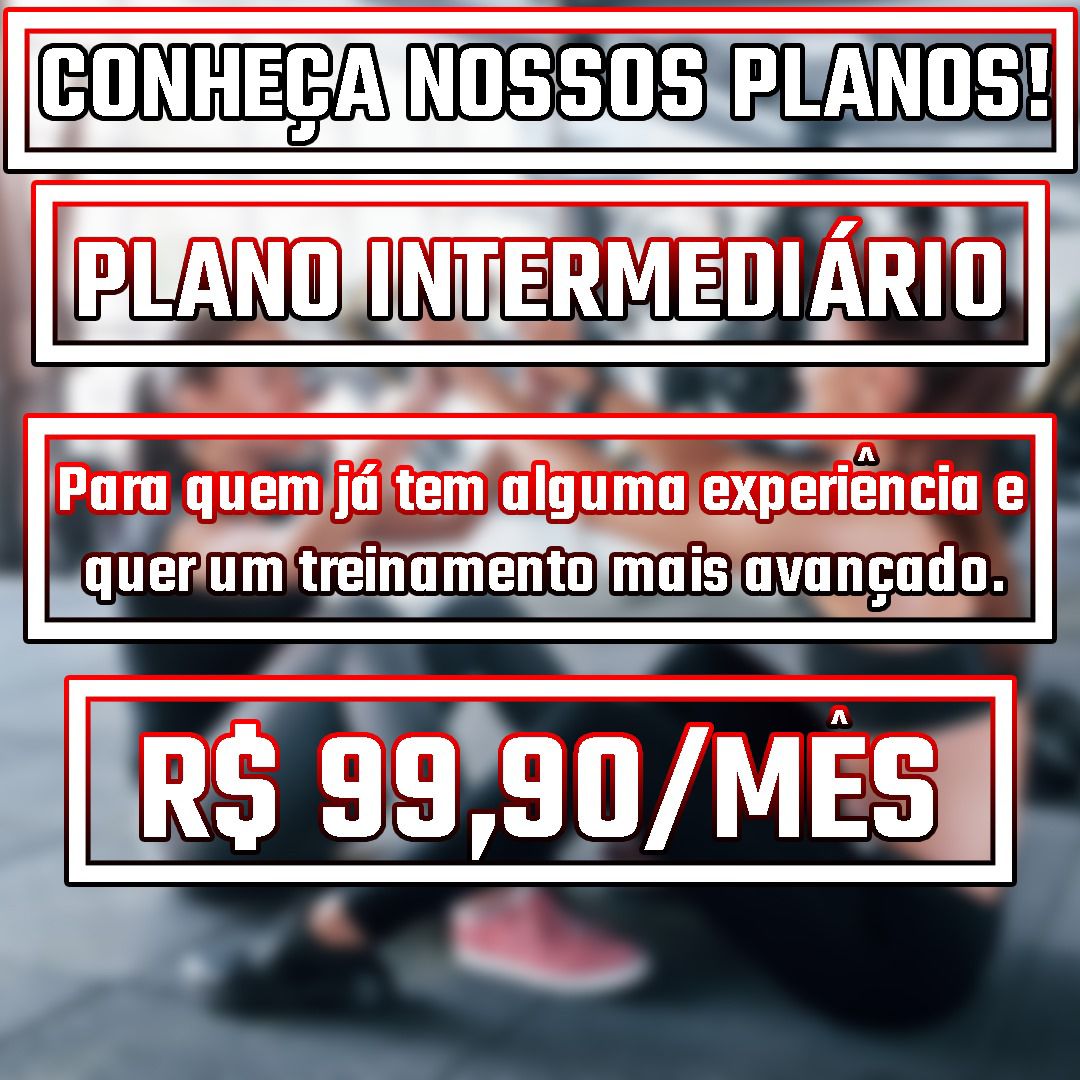 CONHEÇA NOSSOS PLANOS!
PLANO INTERMEDIÁRIO
Para quem já tem alguma experiência e
quer um treinamento mais avançado.
R$ 99,90/MÊS